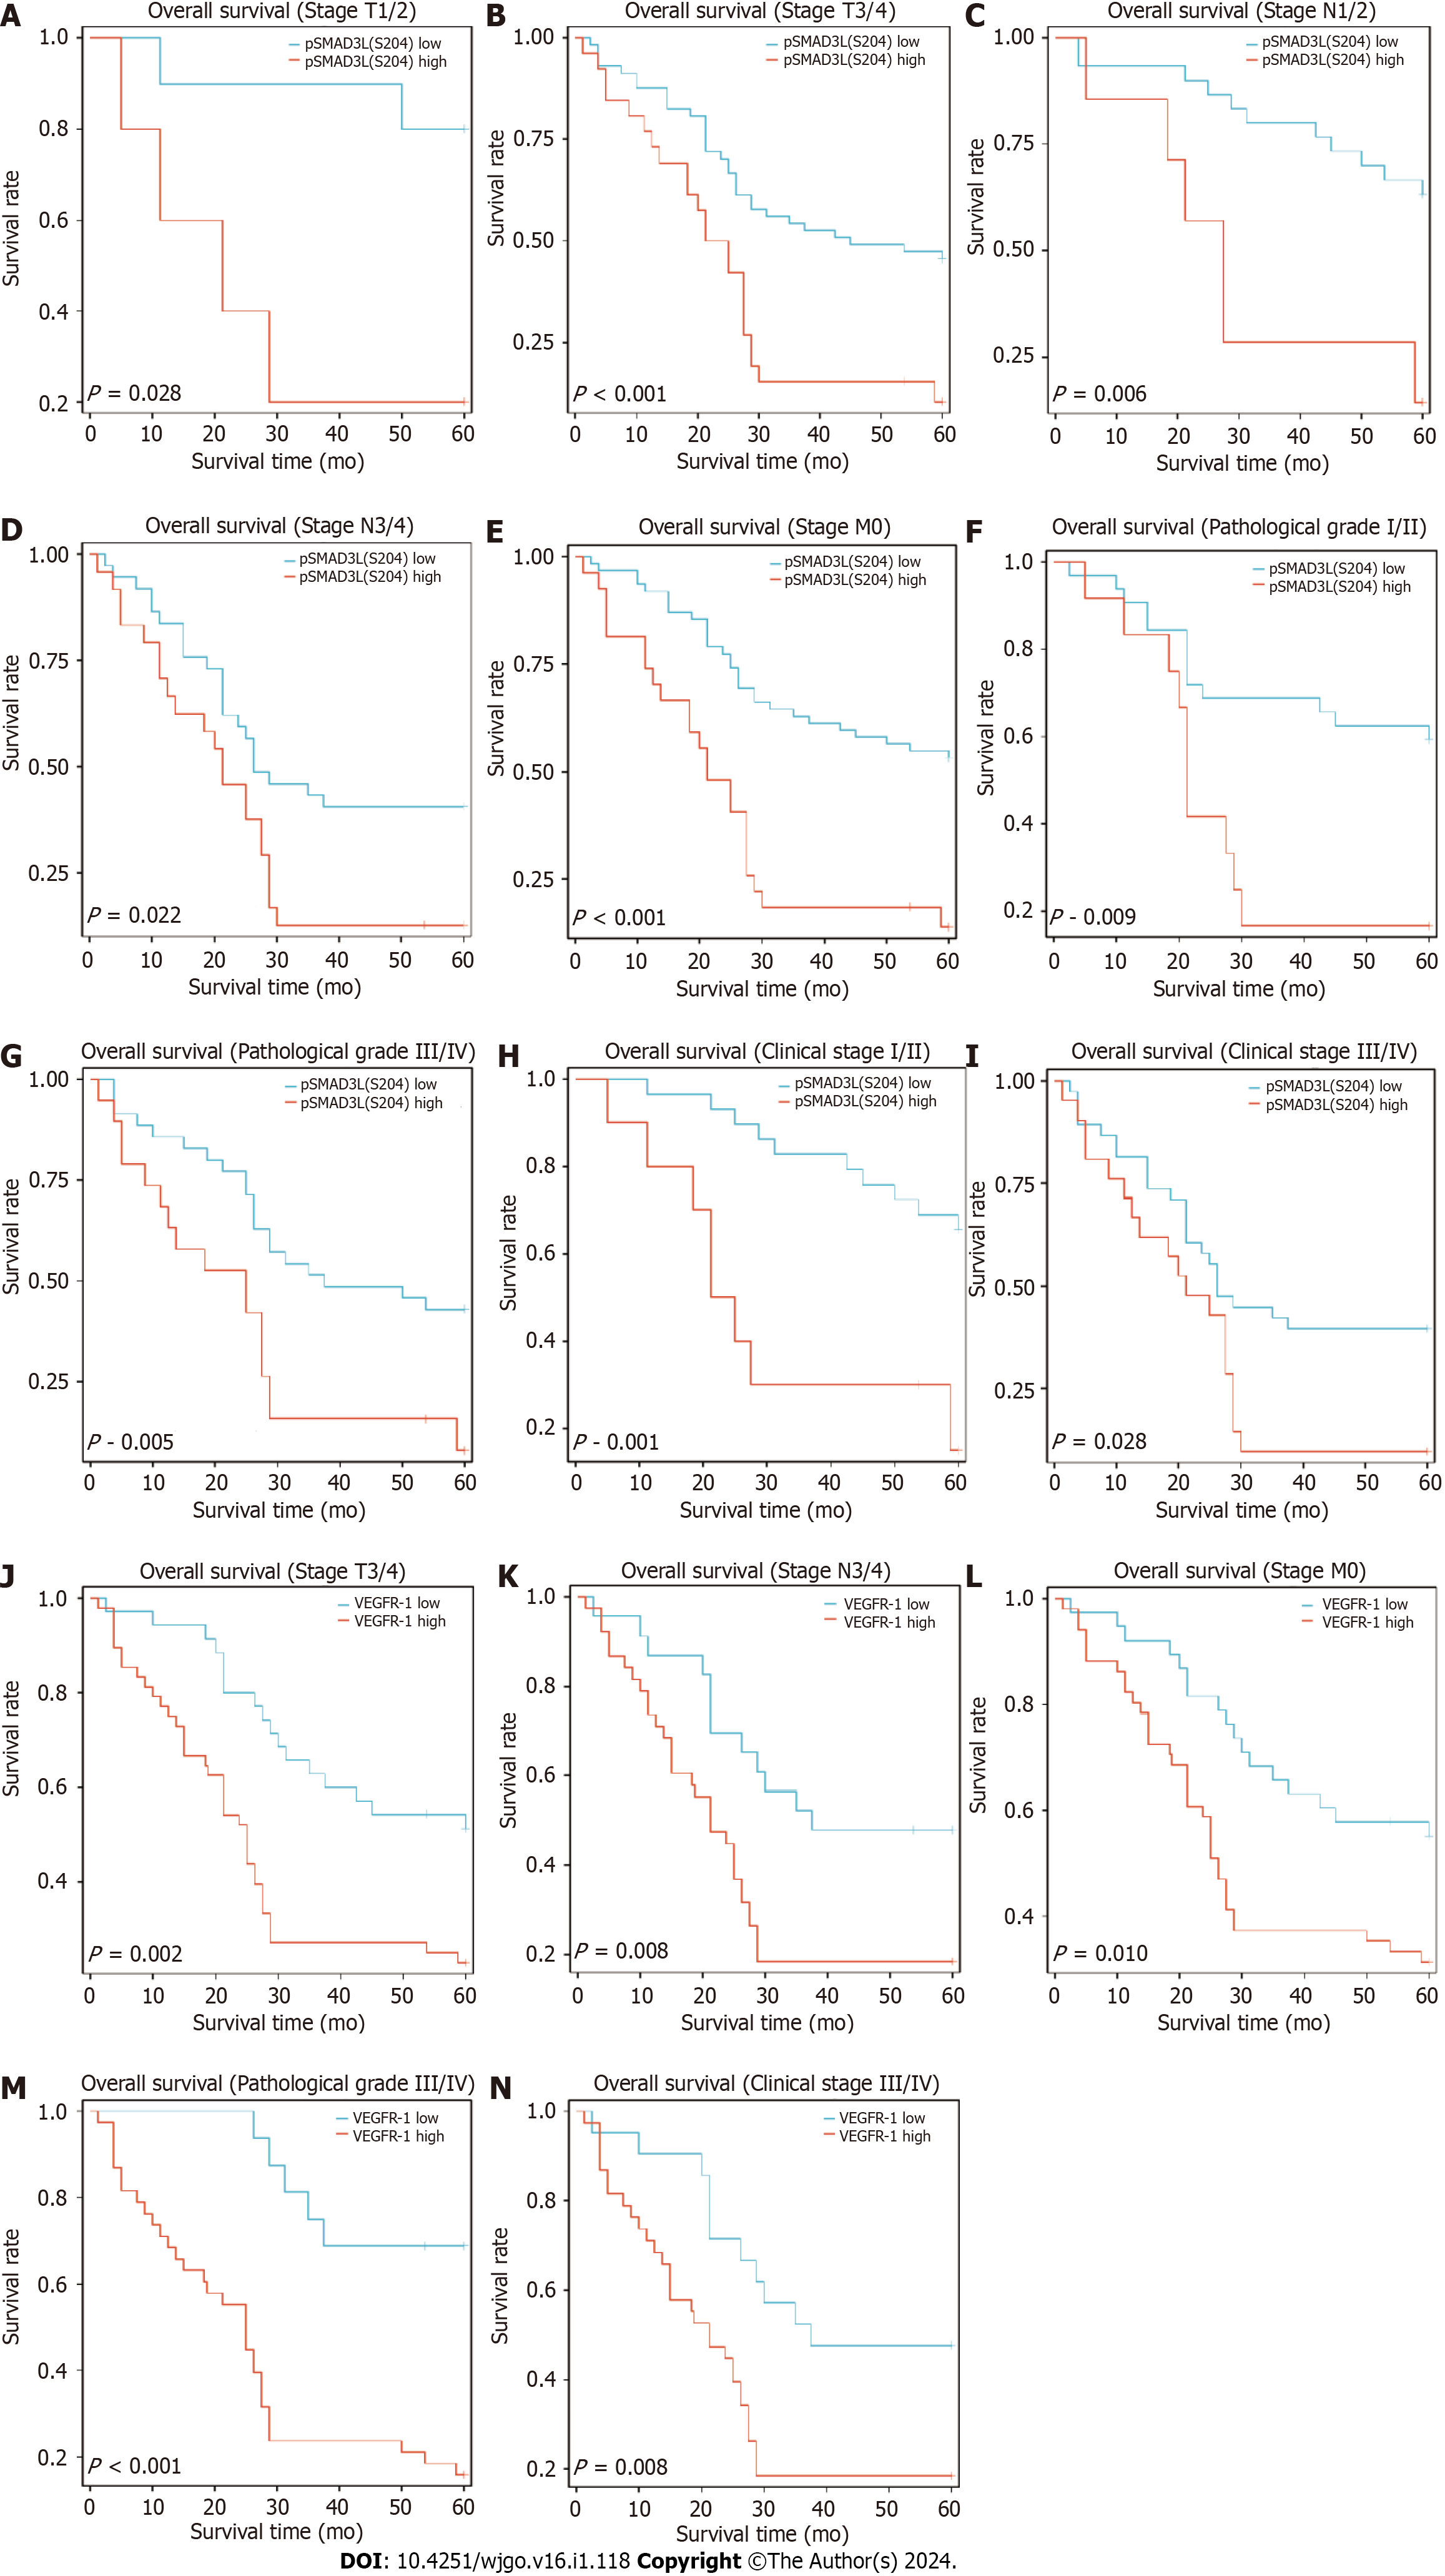 A Overall survival (Stage T1/2)
pSMAD3L(S204) low
pSMAD3L(S204) high
1.0
0.8
0.6
0.4
0.2
Survival rate
P = 0.028
0 10 20 30 40 50 60
Survival time (mo)
B Overall survival (Stage T3/4)
pSMAD3L(S204) low
pSMAD3L(S204) high
1.00
0.75
0.50
0.25
Survival rate
P < 0.001
0 10 20 30 40 50 60
Survival time (mo)
C Overall survival (Stage N1/2)
pSMAD3L(S204) low
pSMAD3L(S204) high
1.00
0.75
0.50
0.25
Survival rate
P = 0.006
0 10 20 30 40 50 60
Survival time (mo)
D Overall survival (Stage N3/4)
pSMAD3L(S204) low
pSMAD3L(S204) high
1.00
0.75
0.50
0.25
Survival rate
P = 0.022
0 10 20 30 40 50 60
Survival time (mo)
E Overall survival (Stage M0)
pSMAD3L(S204) low
pSMAD3L(S204) high
1.00
0.75
0.50
0.25
Survival rate
P < 0.001
0 10 20 30 40 50 60
Survival time (mo)
F Overall survival (Pathological grade I/II)
pSMAD3L(S204) low
pSMAD3L(S204) high
1.0
0.8
0.6
0.4
0.2
Survival rate
P - 0.009
0 10 20 30 40 50 60
Survival time (mo)
G Overall survival (Pathological grade III/IV)
pSMAD3L(S204) low
pSMAD3L(S204) high
1.00
0.75
0.50
0.25
Survival rate
P - 0.005
0 10 20 30 40 50 60
Survival time (mo)
H Overall survival (Clinical stage I/II)
pSMAD3L(S204) low
pSMAD3L(S204) high
1.0
0.8
0.6
0.4
0.2
Survival rate
P - 0.001
0 10 20 30 40 50 60
Survival time (mo)
I Overall survival (Clinical stage III/IV)
pSMAD3L(S204) low
pSMAD3L(S204) high
1.00
0.75
0.50
0.25
Survival rate
P = 0.028
0 10 20 30 40 50 60
Survival time (mo)
J Overall survival (Stage T3/4)
VEGFR-1 low
VEGFR-1 high
1.0
0.8
0.6
0.4
Survival rate
P = 0.002
0 10 20 30 40 50 60
Survival time (mo)
K Overall survival (Stage N3/4)
VEGFR-1 low
VEGFR-1 high
1.0
0.8
0.6
0.4
0.2
Survival rate
P = 0.008
0 10 20 30 40 50 60
Survival time (mo)
L Overall survival (Stage M0)
VEGFR-1 low
VEGFR-1 high
1.0
0.8
0.6
0.4
Survival rate
P = 0.010
0 10 20 30 40 50 60
Survival time (mo)
M Overall survival (Pathological grade III/IV)
VEGFR-1 low
VEGFR-1 high
1.0
0.8
0.6
0.4
0.2
Survival rate
P < 0.001
0 10 20 30 40 50 60
Survival time (mo)
N Overall survival (Clinical stage III/IV)
VEGFR-1 low
VEGFR-1 high
1.0
0.8
0.6
0.4
0.2
Survival rate
P = 0.008
0 10 20 30 40 50 60
Survival time (mo)
DOI: 10.4251/wjgo.v16.i1.118 Copyright ©The Author(s) 2024.